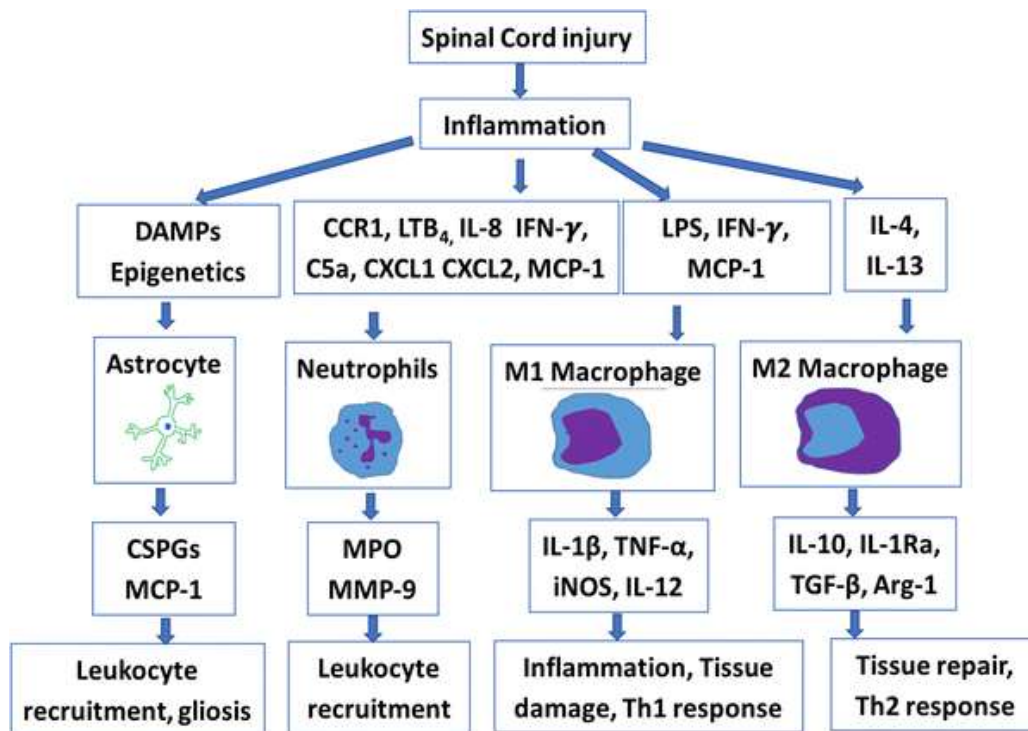 Spinal Cord injury
Inflammation
DAMPs
Epigenetics
CCR1, LTB₄, IL-8 IFN-γ,
C5a, CXCL1 CXCL2, MCP-1
LPS, IFN-γ,
MCP-1
IL-4,
IL-13
Astrocyte
Neutrophils
M1 Macrophage
M2 Macrophage
CSPGs
MCP-1
MPO
MMP-9
IL-1β, TNF-α,
iNOS, IL-12
IL-10, IL-1Ra,
TGF-β, Arg-1
Leukocyte
recruitment, gliosis
Leukocyte
recruitment
Inflammation, Tissue
damage, Th1 response
Tissue repair,
Th2 response